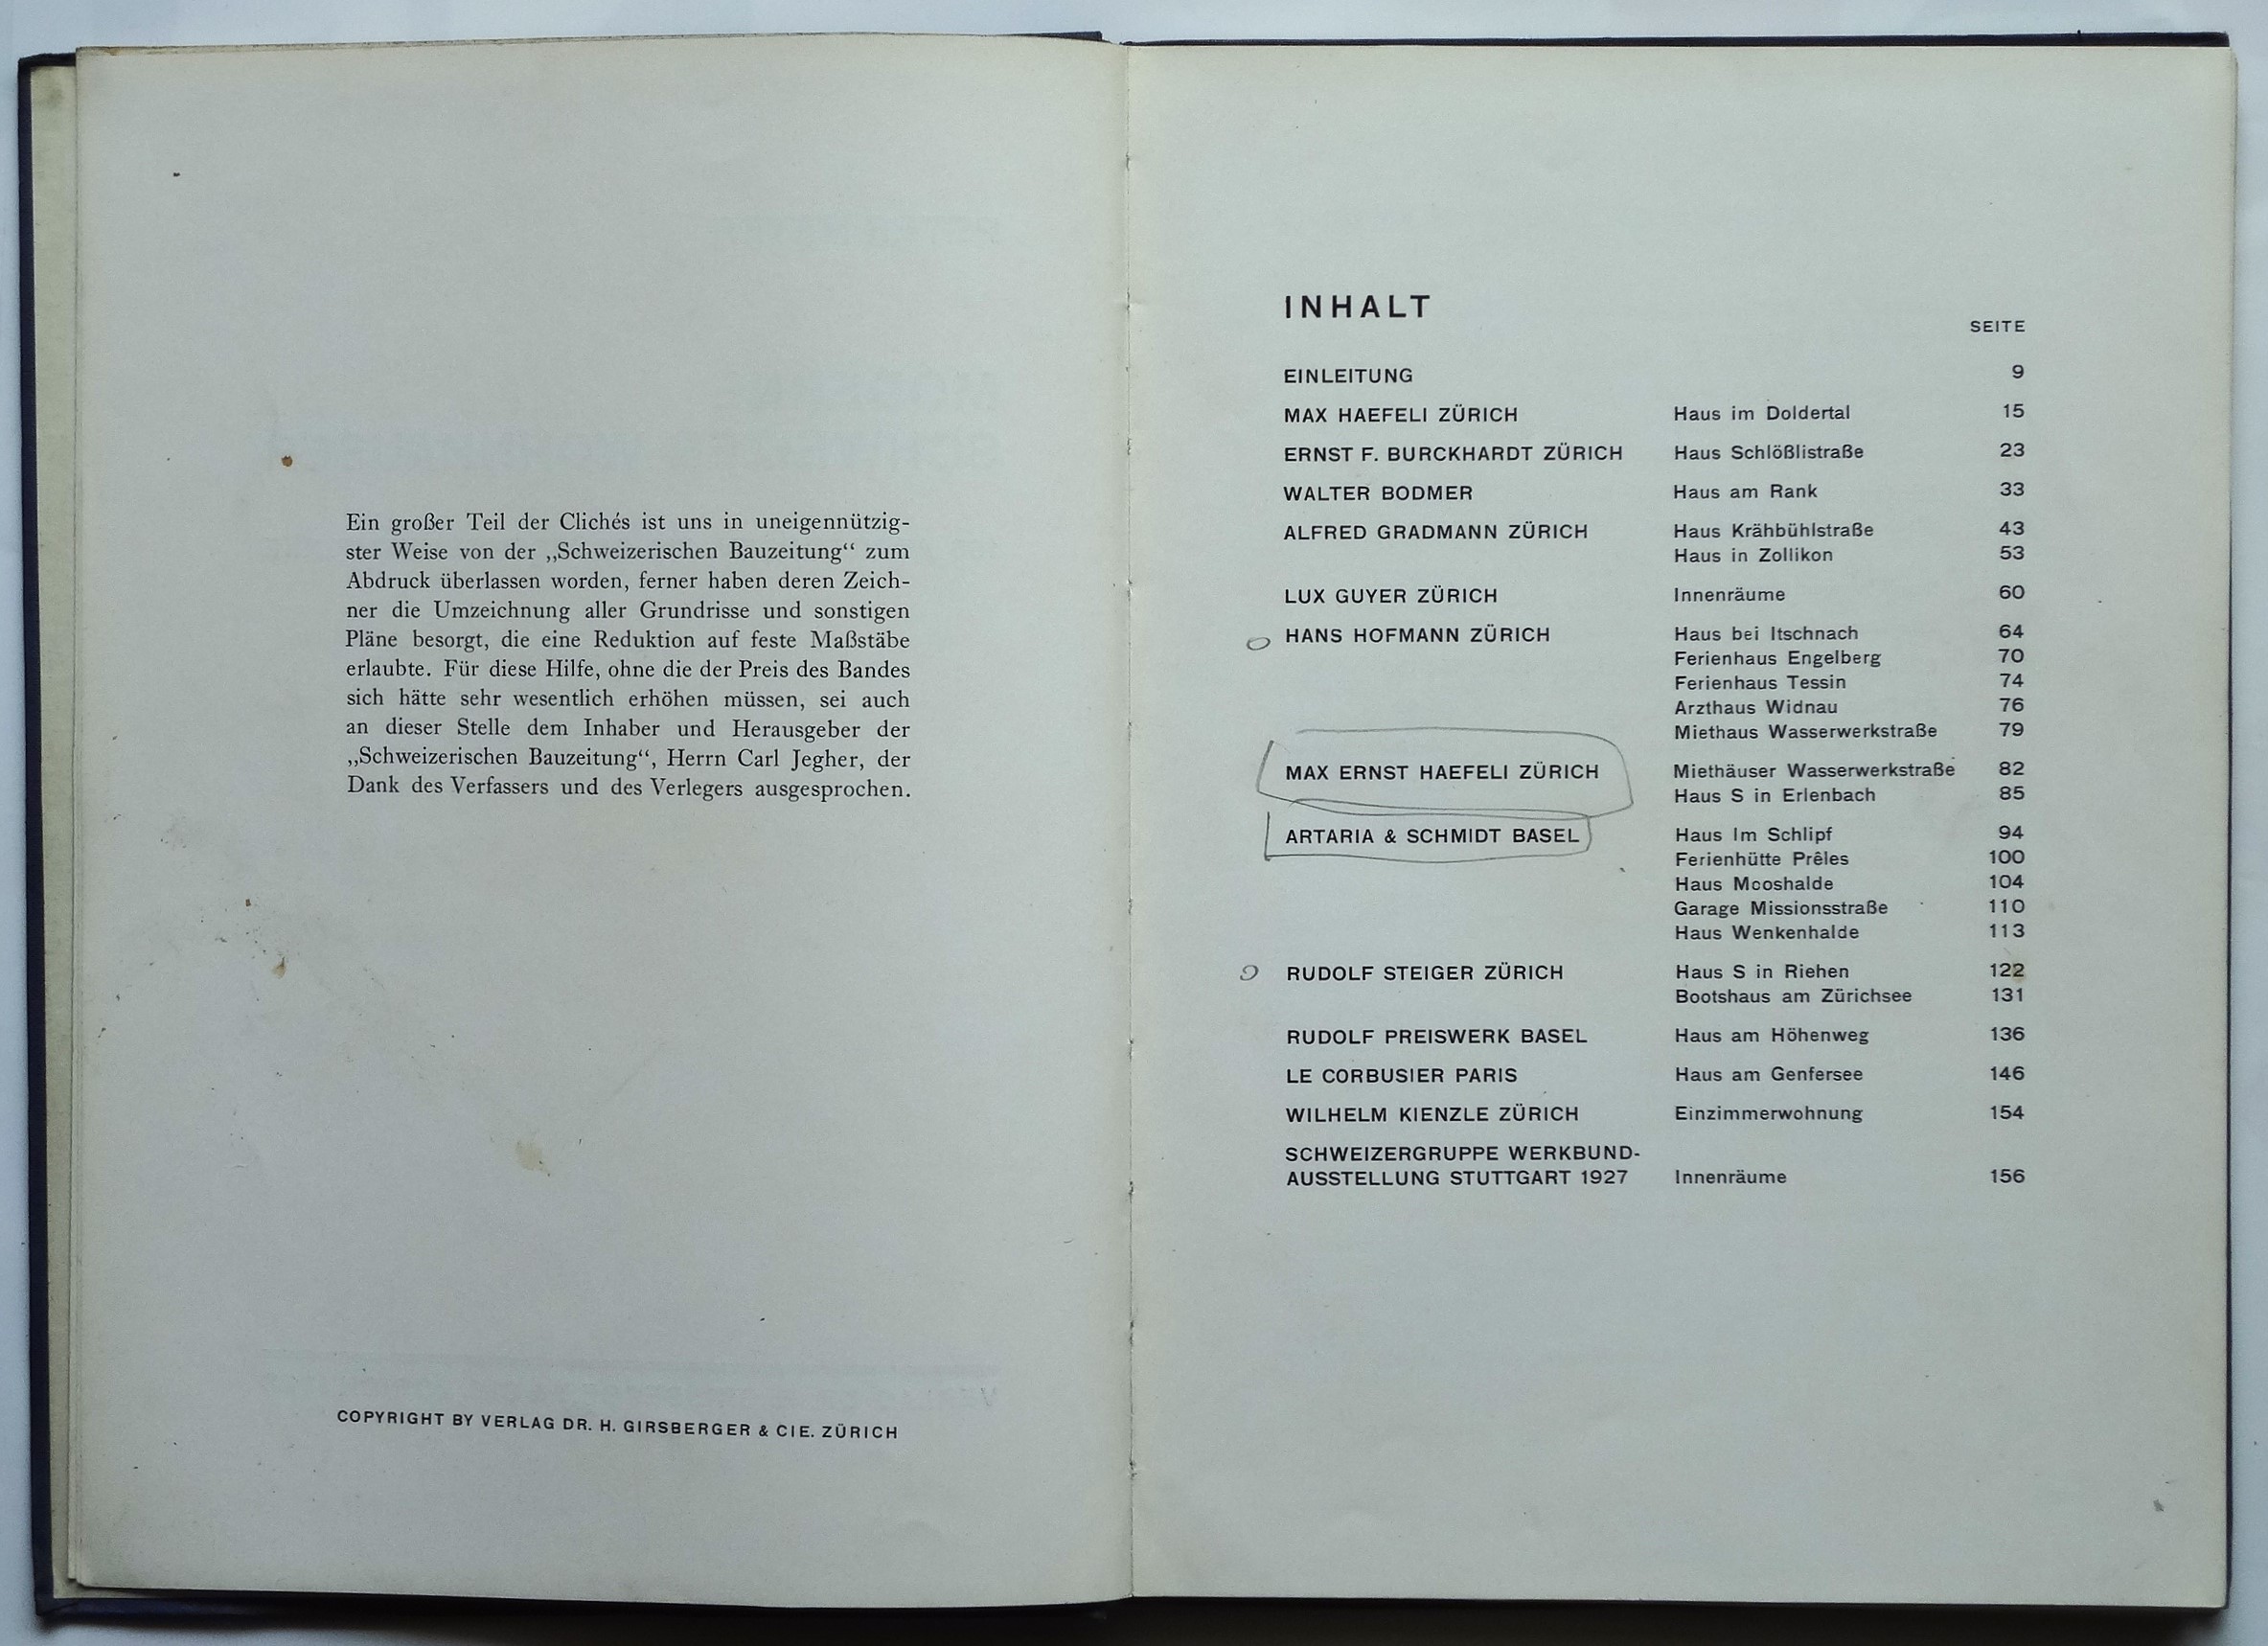 Ein großer Teil der Clichés ist uns in uneigennützig-
ster Weise von der „Schweizerischen Bauzeitung“ zum
Abdruck überlassen worden, ferner haben deren Zeich-
ner die Umzeichnung aller Grundrisse und sonstigen
Pläne besorgt, die eine Reduktion auf feste Maßstäbe
erlaubte. Für diese Hilfe, ohne die der Preis des Bandes
sich hätte sehr wesentlich erhöhen müssen, sei auch
an dieser Stelle dem Inhaber und Herausgeber der
„Schweizerischen Bauzeitung“, Herrn Carl Jegher, der
Dank des Verfassers und des Verlegers ausgesprochen.
COPYRIGHT BY VERLAG DR. H. GIRSBERGER & CIE. ZÜRICH
INHALT
SEITE
EINLEITUNG 9
MAX HAEFELI ZÜRICH Haus im Doldertal 15
ERNST F. BURCKHARDT ZÜRICH Haus Schlößlistraße 23
WALTER BODMER Haus am Rank 33
ALFRED GRADMANN ZÜRICH Haus Krähbühlstraße 43
Haus in Zollikon 53
LUX GUYER ZÜRICH Innenräume 60
HANS HOFMANN ZÜRICH Haus bei Itschnach 64
Ferienhaus Engelberg 70
Ferienhaus Tessin 74
Arzthaus Widnau 76
Miethaus Wasserwerkstraße 79
MAX ERNST HAEFELI ZÜRICH Miethäuser Wasserwerkstraße 82
Haus S in Erlenbach 85
ARTARIA & SCHMIDT BASEL Haus Im Schlipf 94
Ferienhütte Prêles 100
Haus Mooshalde 104
Garage Missionsstraße 110
Haus Wenkenhalde 113
RUDOLF STEIGER ZÜRICH Haus S in Riehen 122
Bootshaus am Zürichsee 131
RUDOLF PREISWERK BASEL Haus am Höhenweg 136
LE CORBUSIER PARIS Haus am Genfersee 146
WILHELM KIENZLE ZÜRICH Einzimmerwohnung 154
SCHWEIZERGRUPPE WERKBUND-
AUSSTELLUNG STUTTGART 1927 Innenräume 156